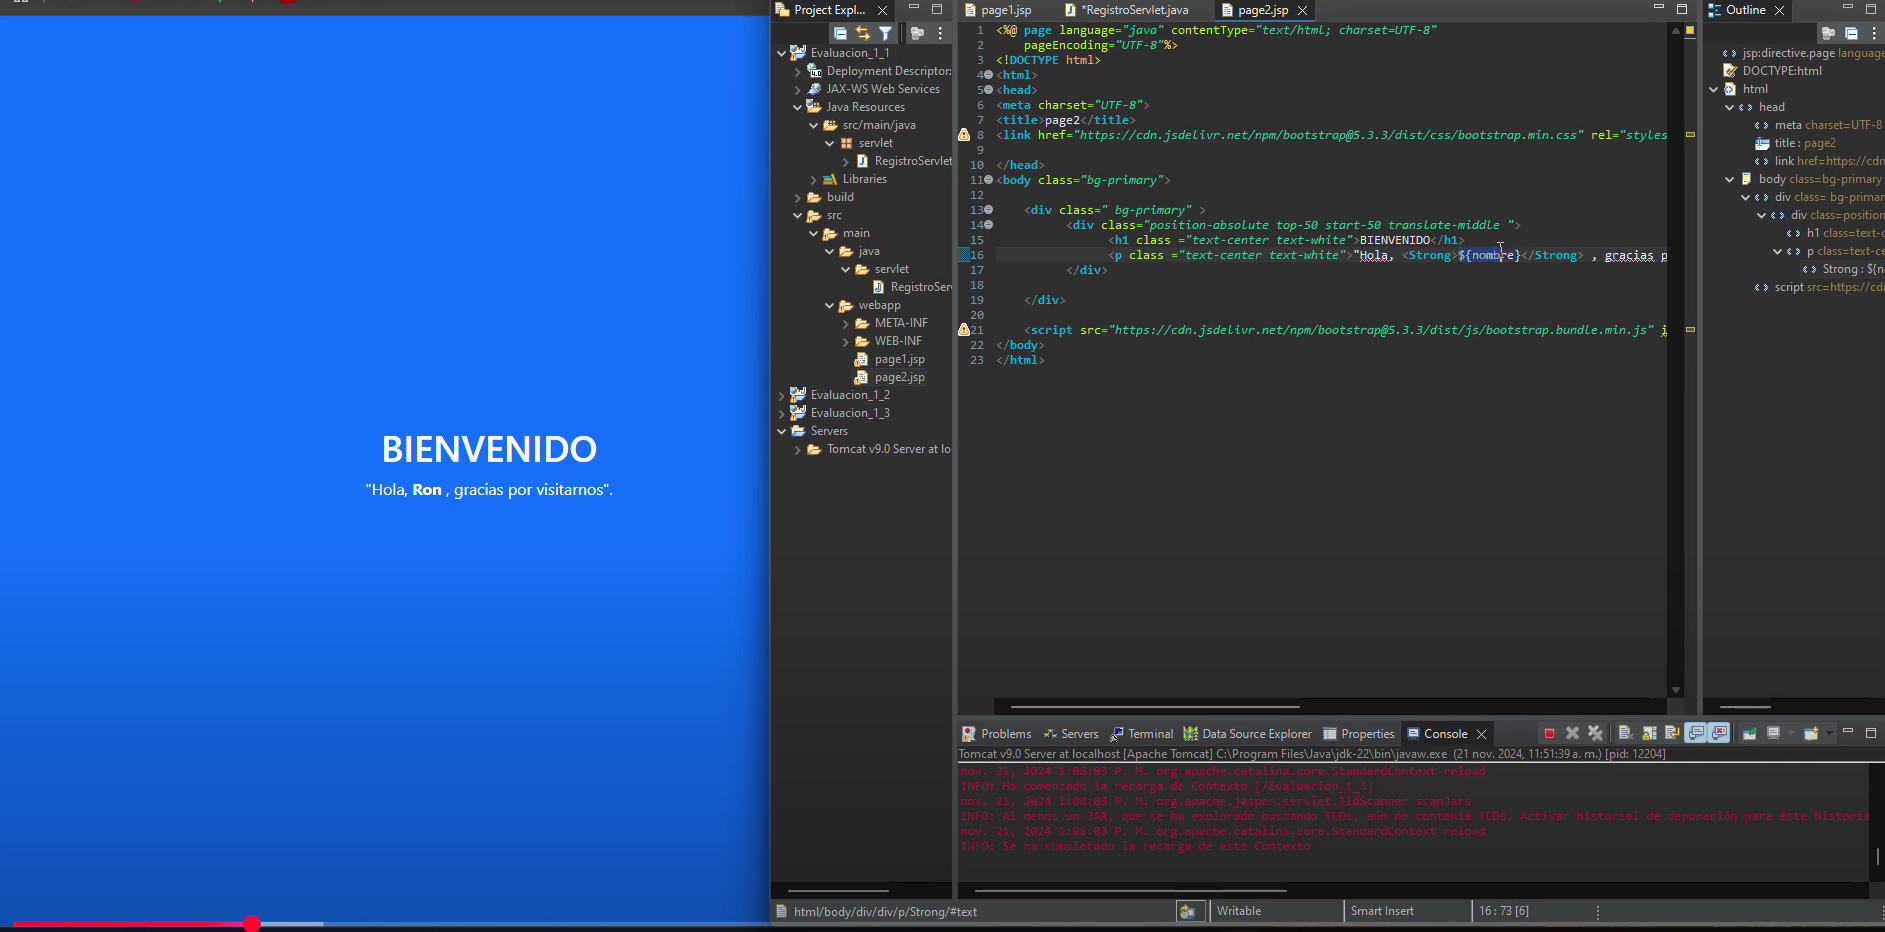 BIENVENIDO
"Hola, Ron , gracias por visitarnos".
Project Expl...
Evaluacion_1_1
Deployment Descriptor:
JAX-WS Web Services
Java Resources
src/main/java
servlet
RegistroServlet
Libraries
build
src
main
java
servlet
RegistroSer
webapp
META-INF
WEB-INF
page1.jsp
page2.jsp
Evaluacion_1_2
Evaluacion_1_3
Servers
Tomcat v9.0 Server at lo
page1.jsp
*RegistroServlet.java
page2.jsp
1 <%@ page language="java" contentType="text/html; charset=UTF-8"
2 pageEncoding="UTF-8"%>
3 <!DOCTYPE html>
4 <html>
5 <head>
6 <meta charset="UTF-8">
7 <title>page2</title>
8 <link href="https://cdn.jsdelivr.net/npm/bootstrap@5.3.3/dist/css/bootstrap.min.css" rel="styles
9
10 </head>
11 <body class="bg-primary">
12
13 <div class=" bg-primary" >
14 <div class="position-absolute top-50 start-50 translate-middle ">
15 <h1 class ="text-center text-white">BIENVENIDO</h1>
16 <p class ="text-center text-white">"Hola, <Strong>${nombre}</Strong> , gracias p
17 </div>
18
19 </div>
20
21 <script src="https://cdn.jsdelivr.net/npm/bootstrap@5.3.3/dist/js/bootstrap.bundle.min.js" i
22 </body>
23 </html>
Outline
jsp:directive.page language
DOCTYPE:html
html
head
meta charset=UTF-8
title : page2
link href=https://cdn
body class=bg-primary
div class= bg-primar
div class=position
h1 class=text-c
p class=text-ce
Strong : ${n
script src=https://cd
Problems
Servers
Terminal
Data Source Explorer
Properties
Console
Tomcat v9.0 Server at localhost [Apache Tomcat] C:\Program Files\Java\jdk-22\bin\javaw.exe (21 nov. 2024, 11:51:39 a. m.) [pid: 12204]
nov. 21, 2024 1:08:03 P. M. org.apache.catalina.core.StandardContext reload
INFO: Ha comenzado la recarga de Contexto [/Evaluacion_1_3]
nov. 21, 2024 1:08:03 P. M. org.apache.jasper.servlet.TldScanner scanJars
INFO: Al menos un JAR, que se ha explorado buscando TLDs, aún no contenía TLDs. Activar historial de depuración para este historia
nov. 21, 2024 1:08:03 P. M. org.apache.catalina.core.StandardContext reload
INFO: Se ha completado la recarga de este Contexto
html/body/div/div/p/Strong/#text
Writable
Smart Insert
16 : 73 [6]